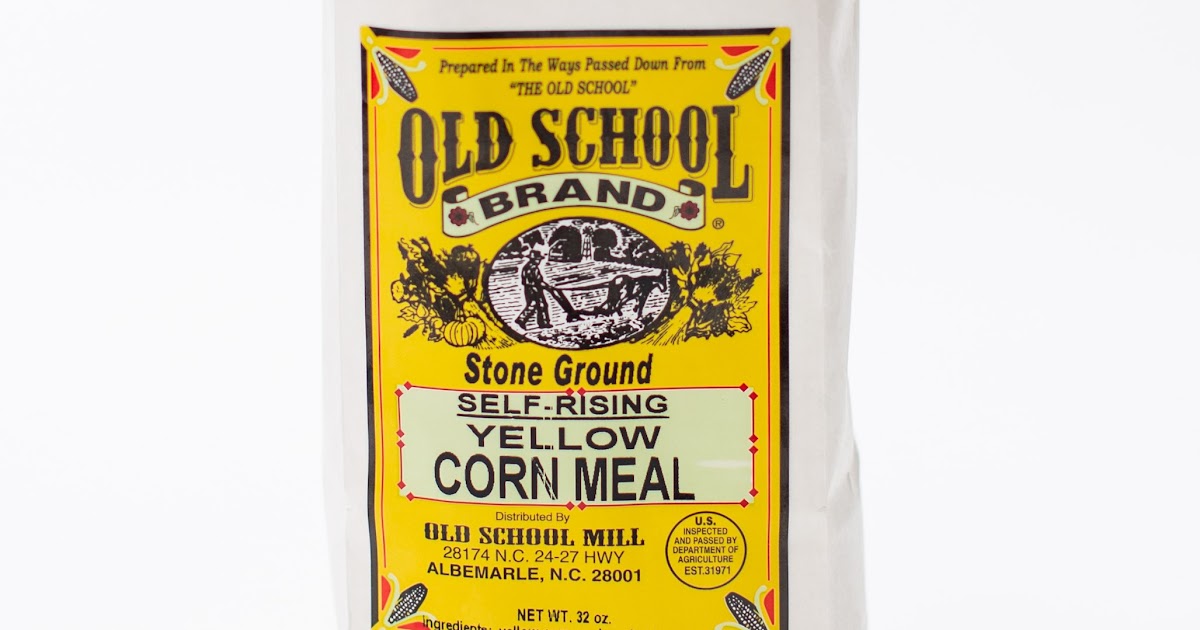 Prepared In The Ways Passed Down From
"THE OLD SCHOOL"
OLD SCHOOL
BRAND
®
Stone Ground
SELF-RISING
YELLOW
CORN MEAL
Distributed By
OLD SCHOOL MILL
28174 N.C. 24-27 HWY
ALBEMARLE, N.C. 28001
U.S.
INSPECTED
AND PASSED BY
DEPARTMENT OF
AGRICULTURE
EST.31971
NET WT. 32 oz.